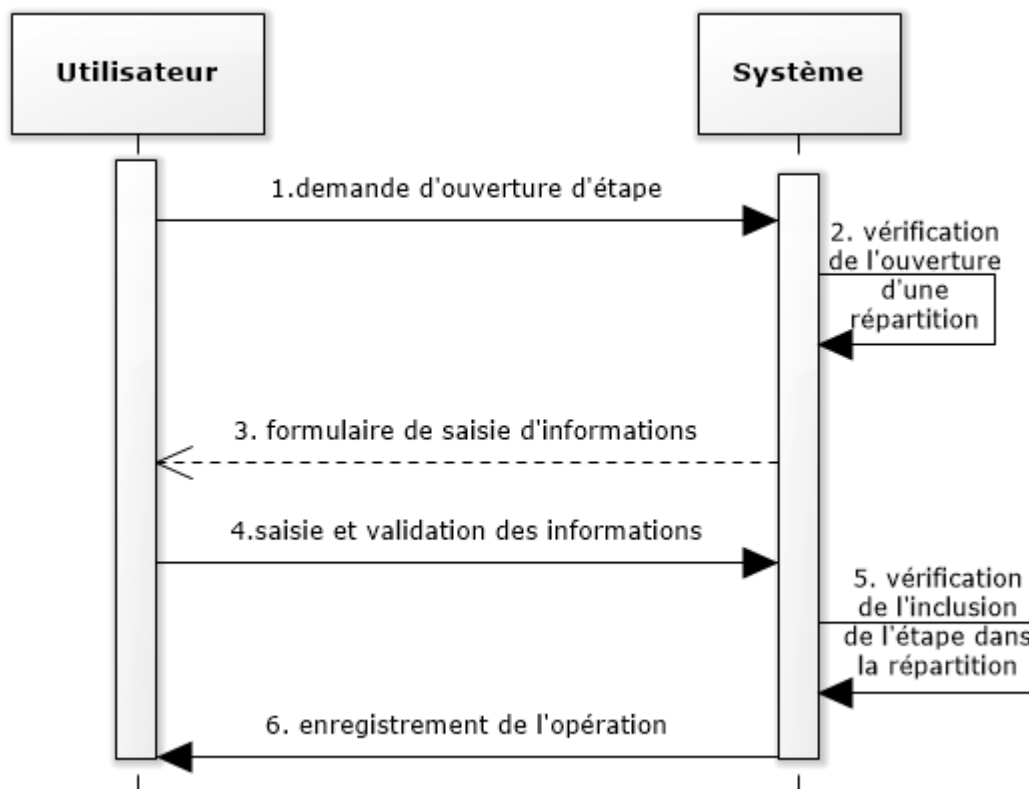 Utilisateur
Système
1.demande d'ouverture d'étape
2. vérification
de l'ouverture
d'une
répartition
3. formulaire de saisie d'informations
4.saisie et validation des informations
5. vérification
de l'inclusion
de l'étape dans
la répartition
6. enregistrement de l'opération